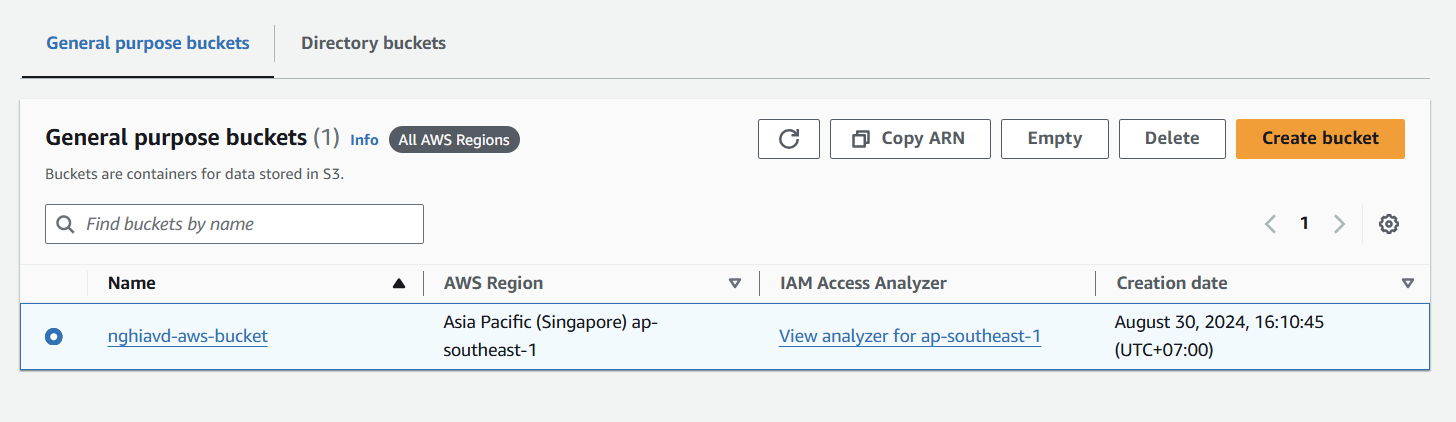 General purpose buckets Directory buckets
General purpose buckets (1) Info All AWS Regions Copy ARN Empty Delete Create bucket
Buckets are containers for data stored in S3.
Find buckets by name 1
Name AWS Region IAM Access Analyzer Creation date
nghiavd-aws-bucket Asia Pacific (Singapore) ap-southeast-1 View analyzer for ap-southeast-1 August 30, 2024, 16:10:45 (UTC+07:00)